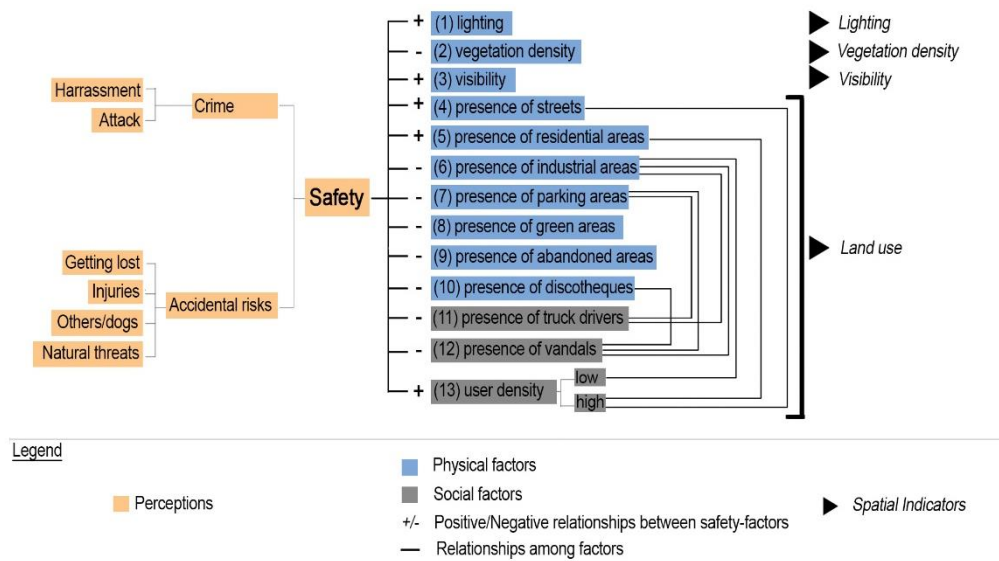 + (1) lighting
- (2) vegetation density
+ (3) visibility
+ (4) presence of streets
+ (5) presence of residential areas
- (6) presence of industrial areas
- (7) presence of parking areas
- (8) presence of green areas
- (9) presence of abandoned areas
- (10) presence of discotheques
- (11) presence of truck drivers
- (12) presence of vandals
+ (13) user density
low
high
Harrassment
Attack
Crime
Safety
Getting lost
Injuries
Others/dogs
Natural threats
Accidental risks
Lighting
Vegetation density
Visibility
Land use
Legend
Perceptions
Physical factors
Social factors
+/- Positive/Negative relationships between safety-factors
Relationships among factors
Spatial Indicators